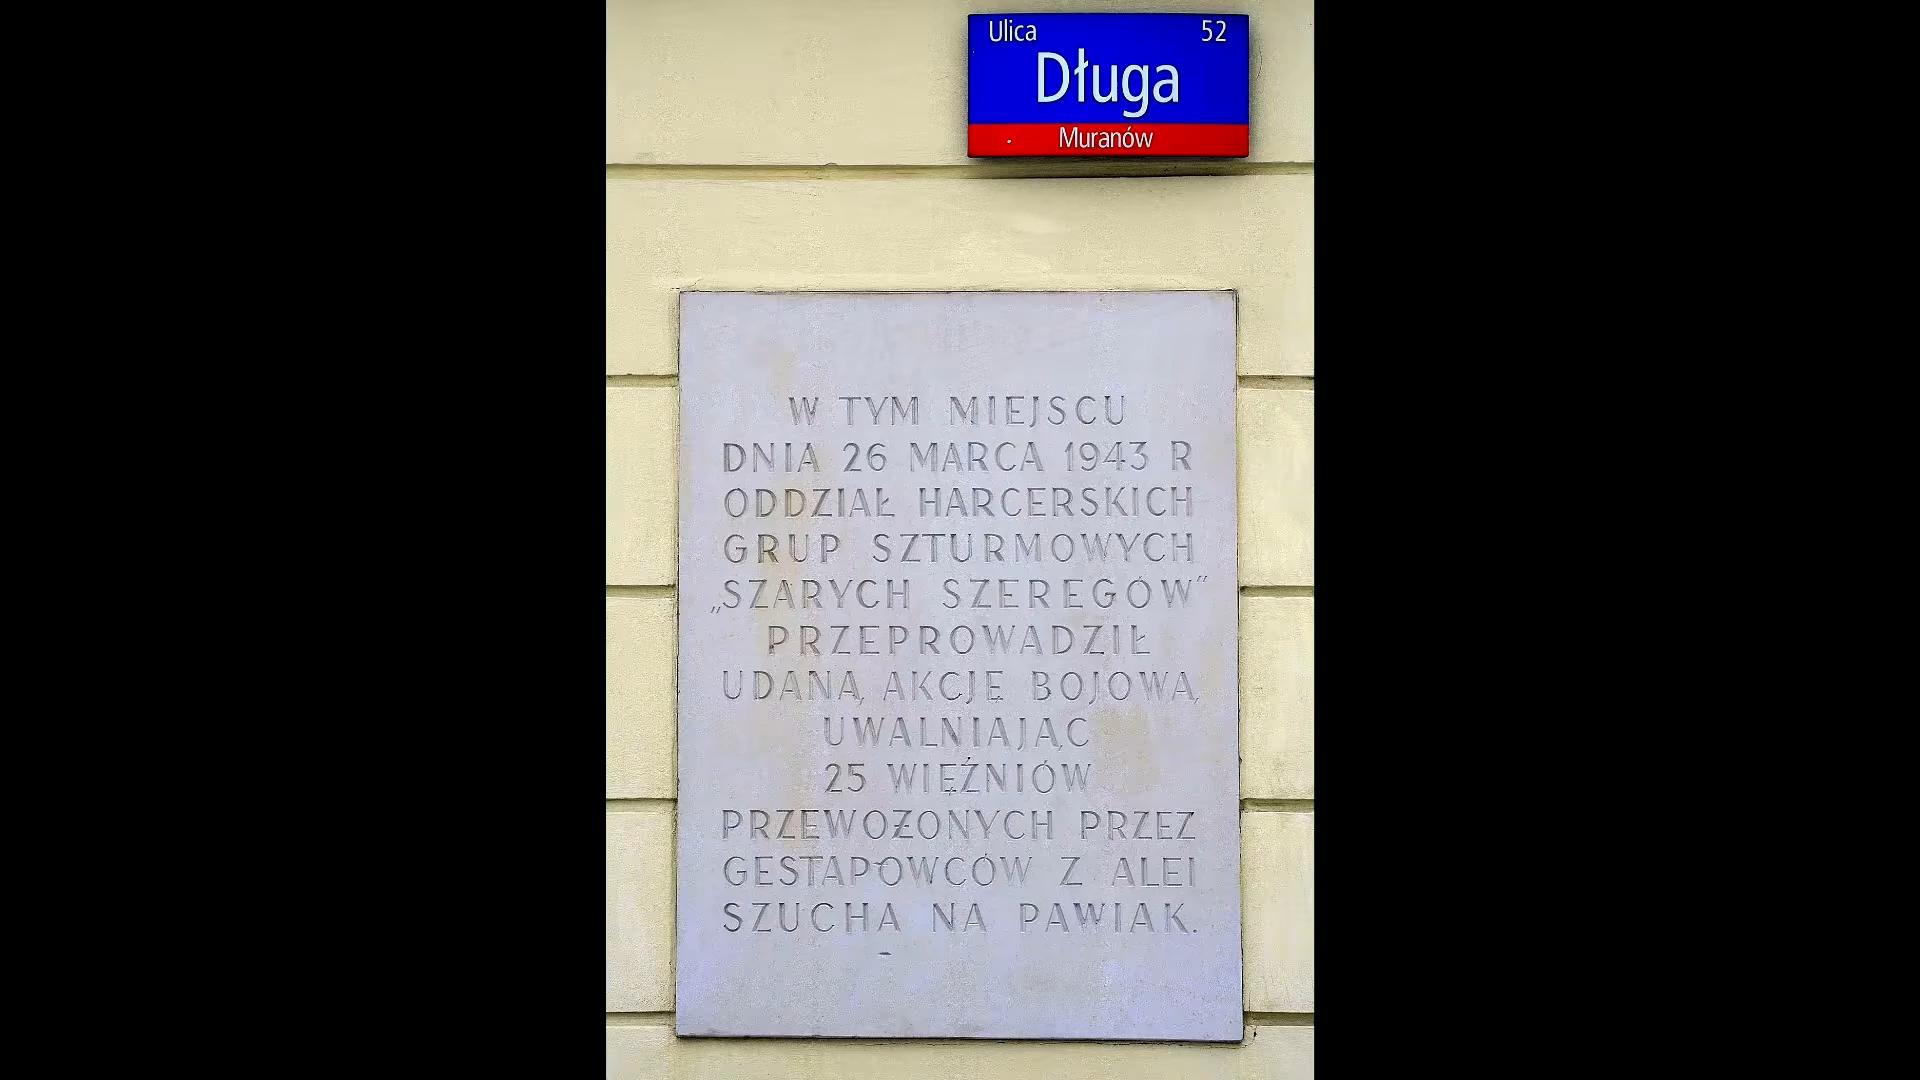 Ulica 52
Długa
Muranów
W TYM MIEJSCU
DNIA 26 MARCA 1943 R
ODDZIAŁ HARCERSKICH
GRUP SZTURMOWYCH
„SZARYCH SZEREGÓW"
PRZEPROWADZIŁ
UDANĄ AKCJĘ BOJOWĄ
UWALNIAJĄC
25 WIĘŹNIÓW
PRZEWOŻONYCH PRZEZ
GESTAPOWCÓW Z ALEI
SZUCHA NA PAWIAK.